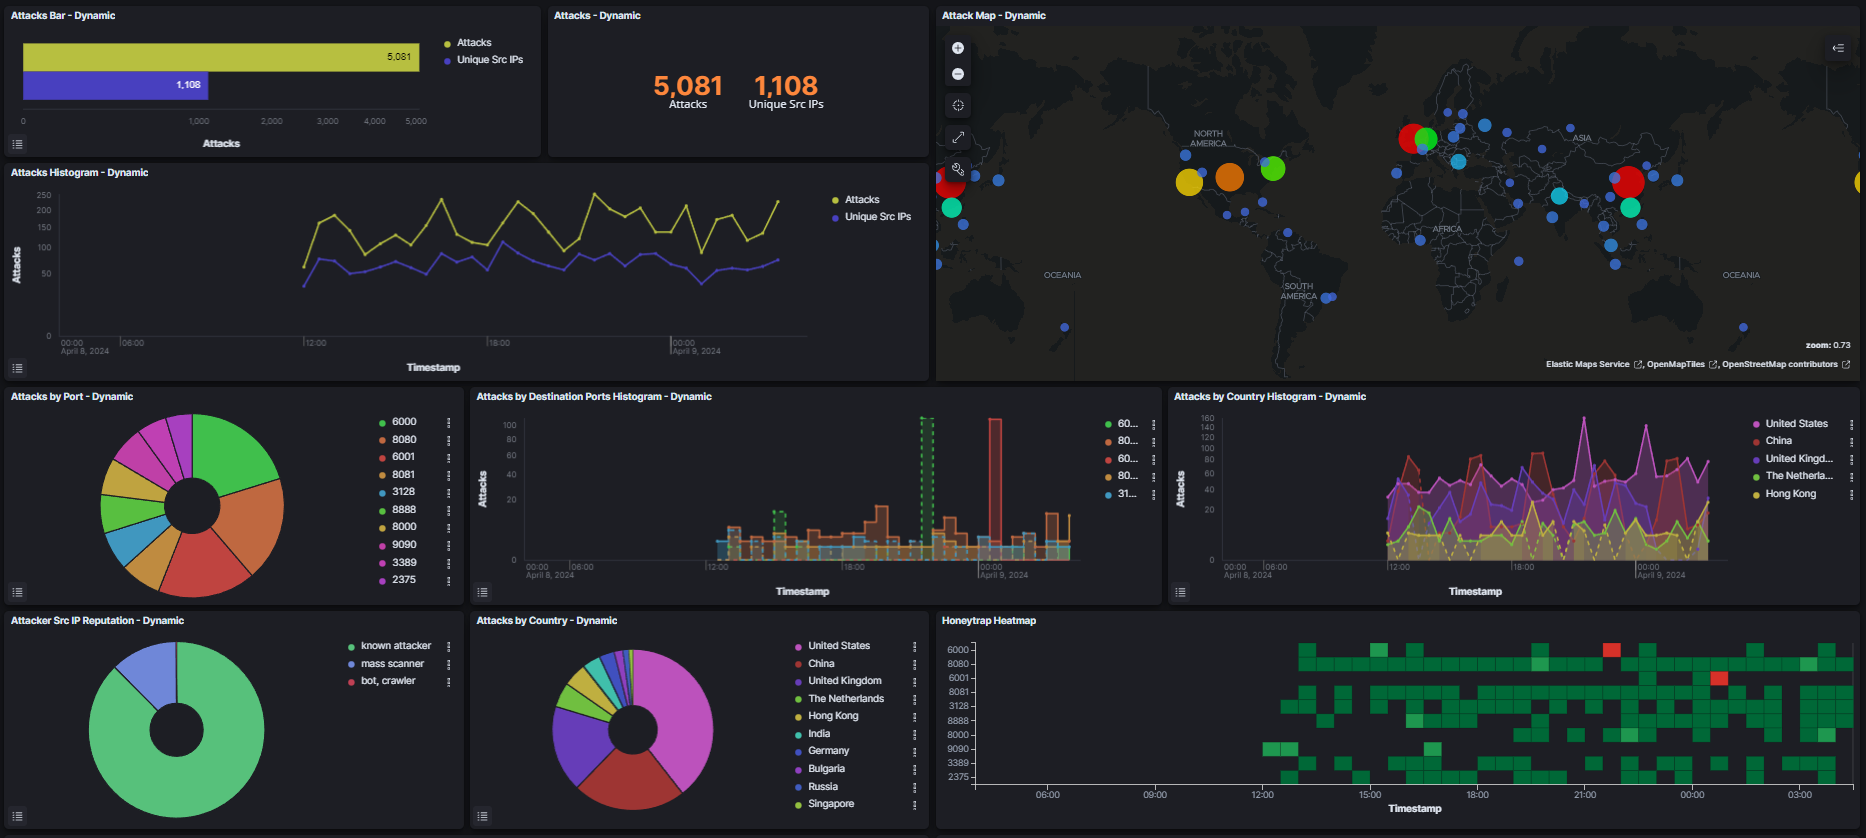 Attacks Bar - Dynamic
5,081
1,108
0
1,000
2,000
3,000
4,000
5,000
Attacks
Attacks
Unique Src IPs
Attacks - Dynamic
5,081
Attacks
1,108
Unique Src IPs
Attack Map - Dynamic
NORTH
AMERICA
ASIA
AFRICA
OCEANIA
SOUTH
AMERICA
OCEANIA
zoom: 0.73
Elastic Maps Service , OpenMapTiles , OpenStreetMap contributors
Attacks Histogram - Dynamic
250
200
150
100
50
0
Attacks
00:00
April 8, 2024
06:00
12:00
18:00
00:00
April 9, 2024
Timestamp
Attacks
Unique Src IPs
Attacks by Port - Dynamic
6000
8080
6001
8081
3128
8888
8000
9090
3389
2375
Attacks by Destination Ports Histogram - Dynamic
100
80
60
40
20
0
Attacks
00:00
April 8, 2024
06:00
12:00
18:00
00:00
April 9, 2024
Timestamp
60...
80...
60...
80...
31...
Attacks by Country Histogram - Dynamic
160
140
120
100
80
60
40
20
0
Attacks
00:00
April 8, 2024
06:00
12:00
18:00
00:00
April 9, 2024
Timestamp
United States
China
United Kingd...
The Netherla...
Hong Kong
Attacker Src IP Reputation - Dynamic
known attacker
mass scanner
bot, crawler
Attacks by Country - Dynamic
United States
China
United Kingdom
The Netherlands
Hong Kong
India
Germany
Bulgaria
Russia
Singapore
Honeytrap Heatmap
6000
8080
6001
8081
3128
8888
8000
9090
3389
2375
06:00
09:00
12:00
15:00
18:00
21:00
00:00
03:00
Timestamp